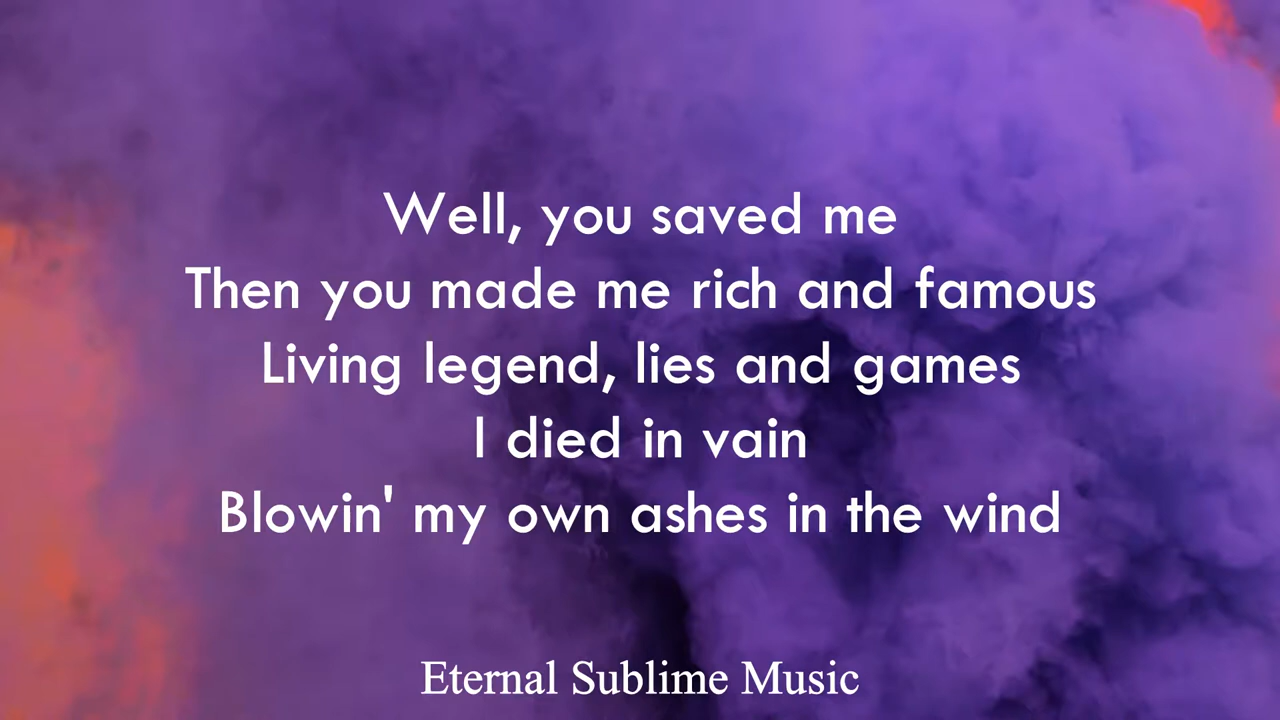 Well, you saved me
Then you made me rich and famous
Living legend, lies and games
I died in vain
Blowin' my own ashes in the wind
Eternal Sublime Music